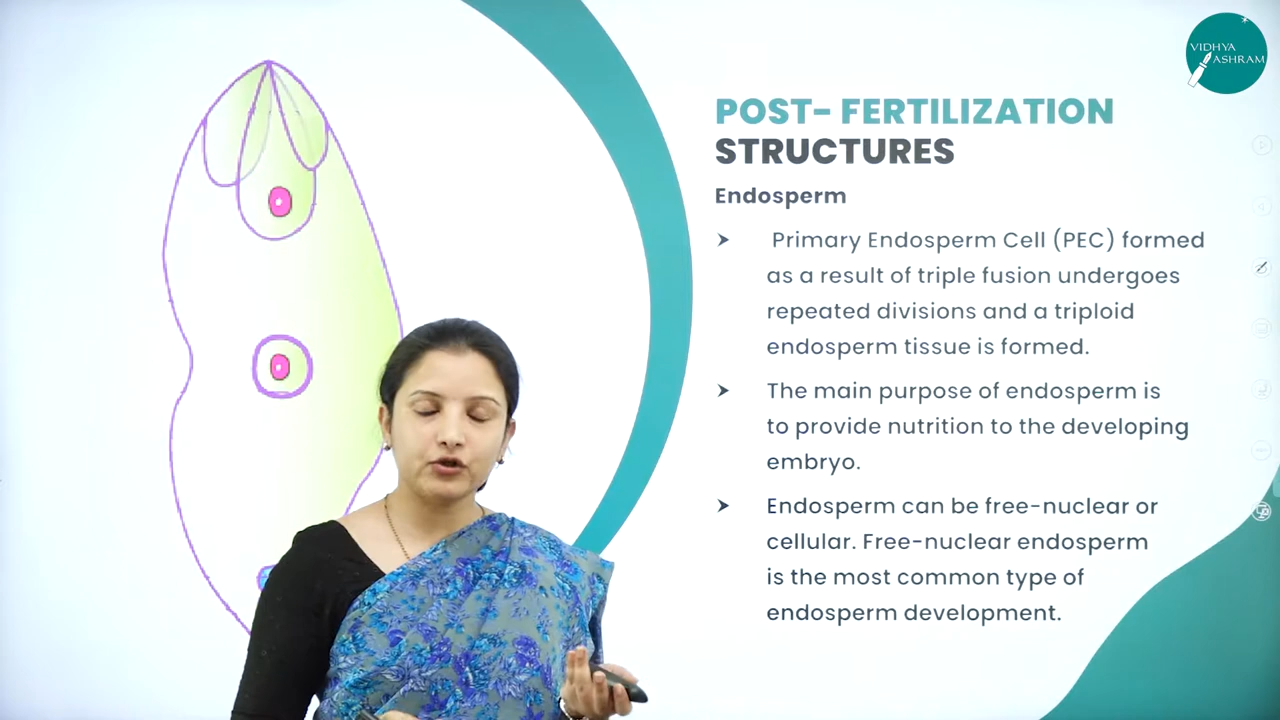 VIDHYA
ASHRAM
POST- FERTILIZATION
STRUCTURES
Endosperm
➤ Primary Endosperm Cell (PEC) formed
as a result of triple fusion undergoes
repeated divisions and a triploid
endosperm tissue is formed.
➤ The main purpose of endosperm is
to provide nutrition to the developing
embryo.
➤ Endosperm can be free-nuclear or
cellular. Free-nuclear endosperm
is the most common type of
endosperm development.